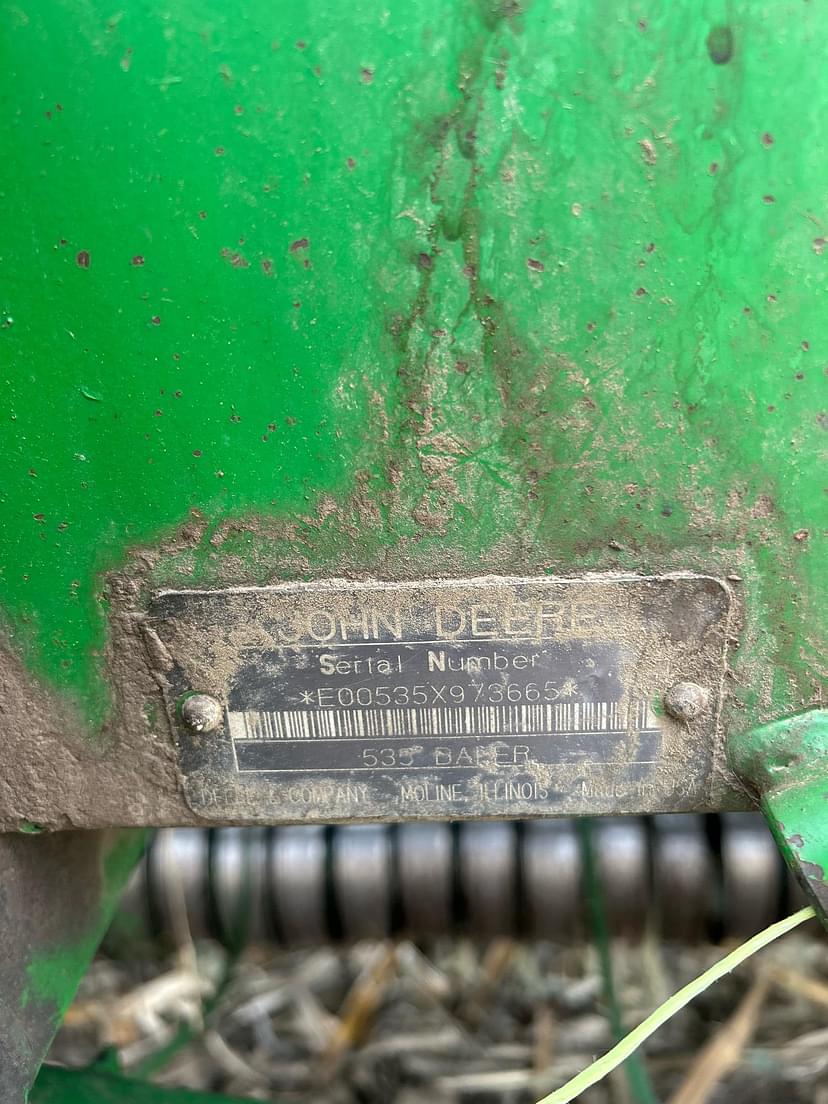 JOHN DEERE
Serial Number
*E00535X973665*
535 BALER
DEERE & COMPANY MOLINE, ILLINOIS MADE IN USA